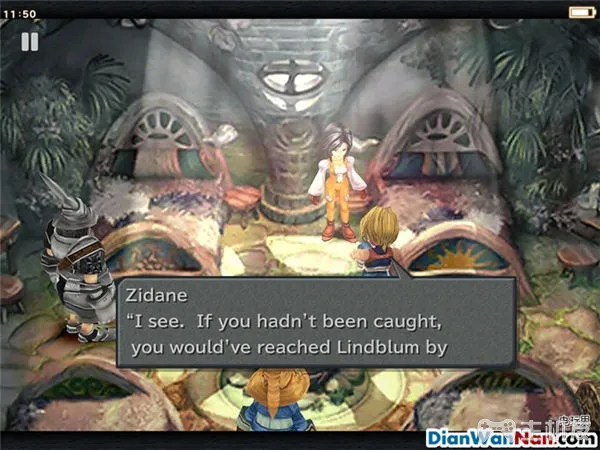 11:50
Zidane
“I see. If you hadn't been caught,
you would've reached Lindblum by
DianWanNan.com